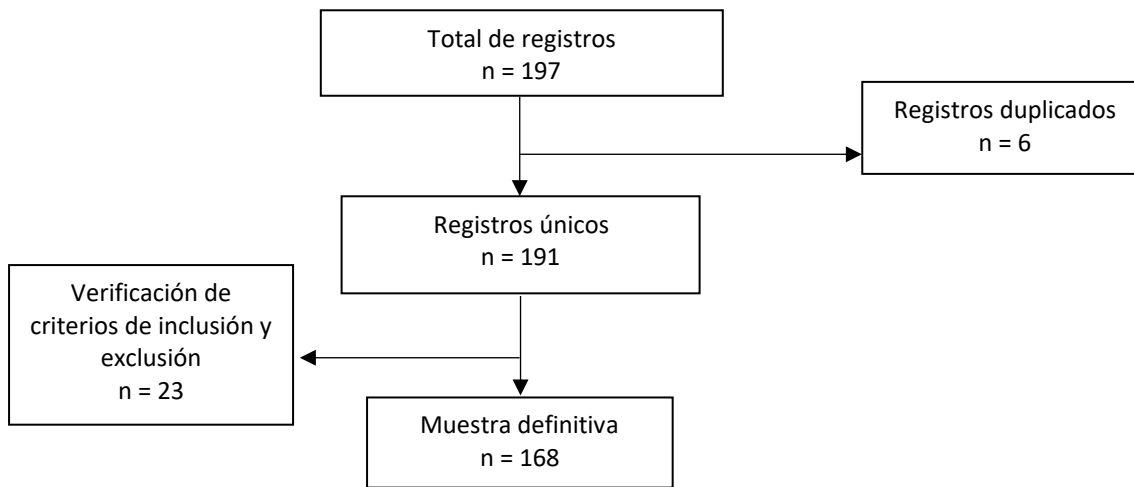 Total de registros
n = 197
Registros duplicados
n = 6
Registros únicos
n = 191
Verificación de
criterios de inclusión y
exclusión
n = 23
Muestra definitiva
n = 168